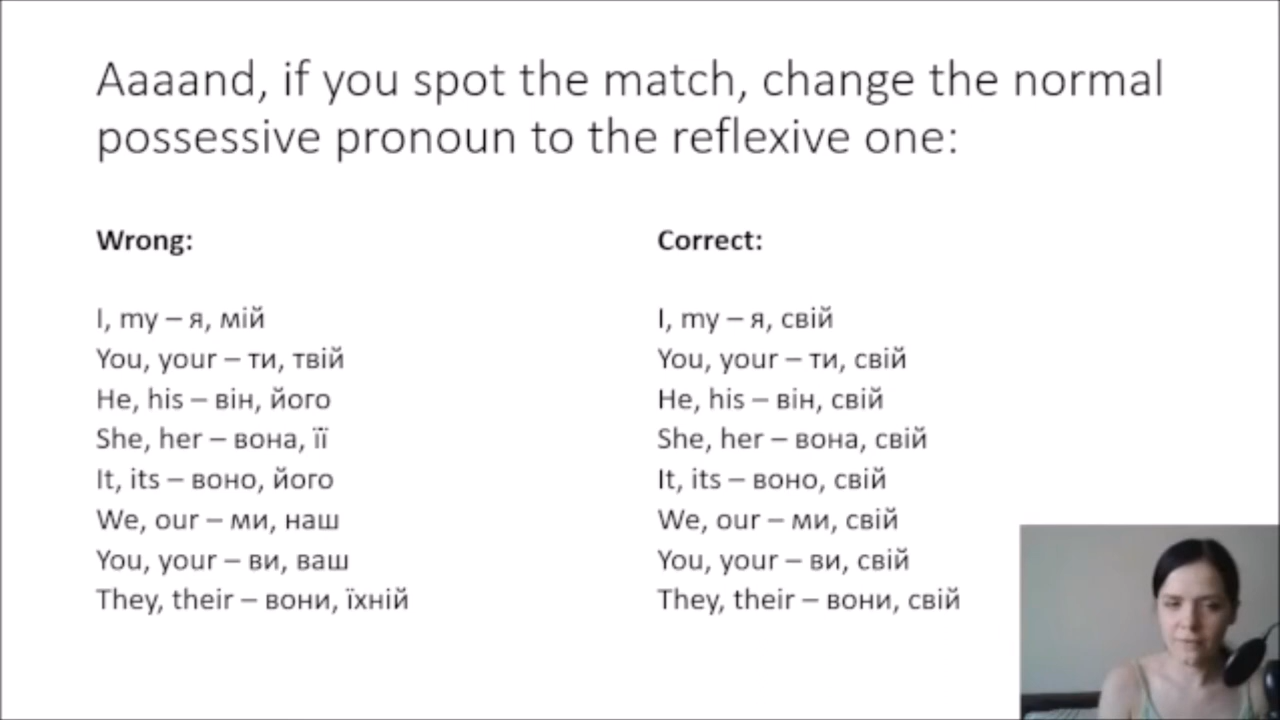 Aaaand, if you spot the match, change the normal
possessive pronoun to the reflexive one:
Wrong:
I, my – я, мій
You, your – ти, твій
He, his – він, його
She, her – вона, її
It, its – воно, його
We, our – ми, наш
You, your – ви, ваш
They, their – вони, їхній
Correct:
I, my – я, свій
You, your – ти, свій
He, his – він, свій
She, her – вона, свій
It, its – воно, свій
We, our – ми, свій
You, your – ви, свій
They, their – вони, свій